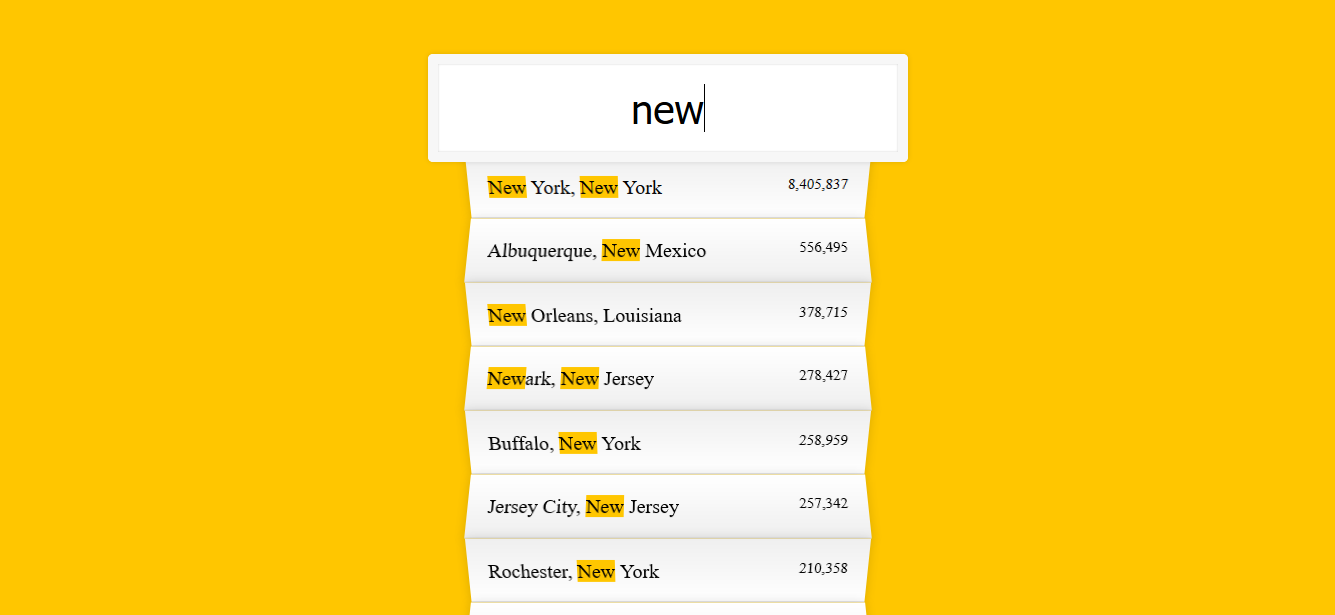 new
New York, New York 8,405,837
Albuquerque, New Mexico 556,495
New Orleans, Louisiana 378,715
Newark, New Jersey 278,427
Buffalo, New York 258,959
Jersey City, New Jersey 257,342
Rochester, New York 210,358